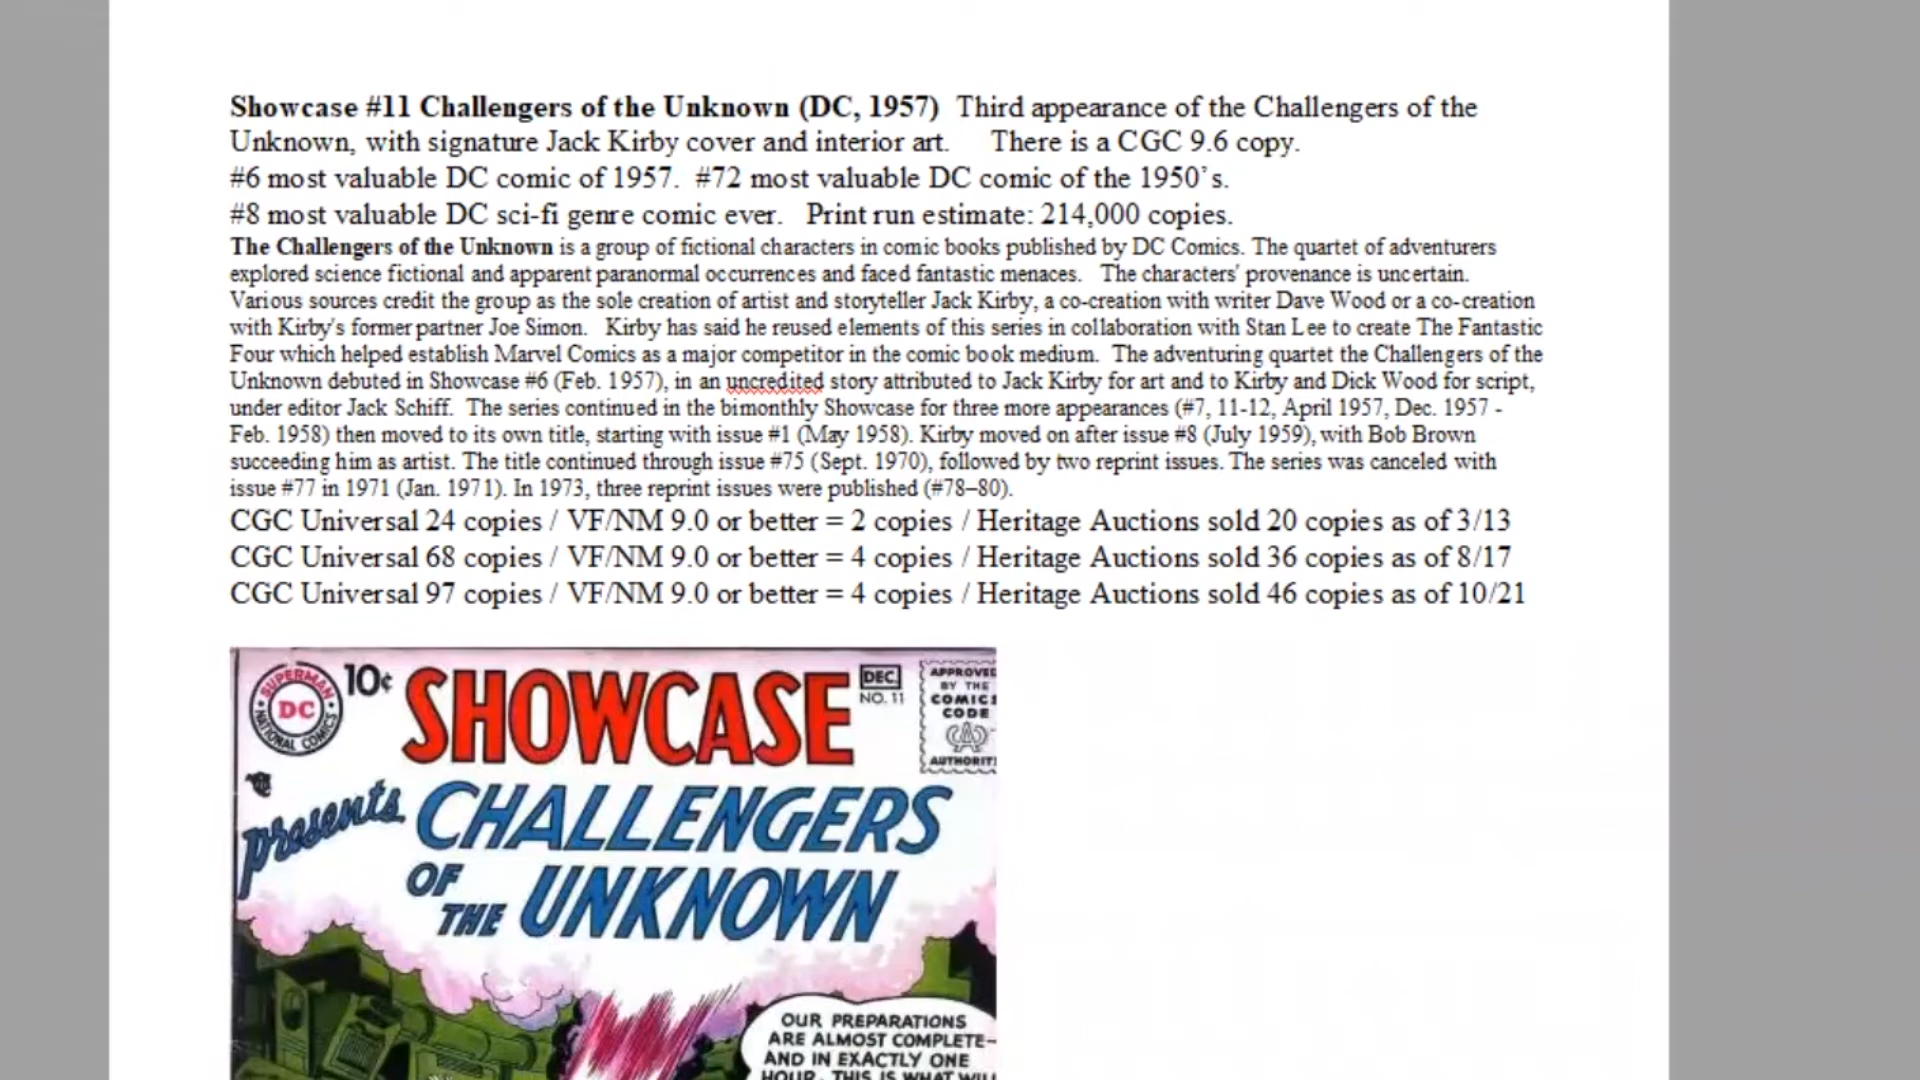 Showcase #11 Challengers of the Unknown (DC, 1957)  Third appearance of the Challengers of the
Unknown, with signature Jack Kirby cover and interior art.     There is a CGC 9.6 copy.
#6 most valuable DC comic of 1957.  #72 most valuable DC comic of the 1950's.
#8 most valuable DC sci-fi genre comic ever.   Print run estimate: 214,000 copies.
The Challengers of the Unknown is a group of fictional characters in comic books published by DC Comics. The quartet of adventurers
explored science fictional and apparent paranormal occurrences and faced fantastic menaces.   The characters' provenance is uncertain.
Various sources credit the group as the sole creation of artist and storyteller Jack Kirby, a co-creation with writer Dave Wood or a co-creation
with Kirby's former partner Joe Simon.   Kirby has said he reused elements of this series in collaboration with Stan Lee to create The Fantastic
Four which helped establish Marvel Comics as a major competitor in the comic book medium.  The adventuring quartet the Challengers of the
Unknown debuted in Showcase #6 (Feb. 1957), in an uncredited story attributed to Jack Kirby for art and to Kirby and Dick Wood for script,
under editor Jack Schiff.  The series continued in the bimonthly Showcase for three more appearances (#7, 11-12, April 1957, Dec. 1957 -
Feb. 1958) then moved to its own title, starting with issue #1 (May 1958). Kirby moved on after issue #8 (July 1959), with Bob Brown
succeeding him as artist. The title continued through issue #75 (Sept. 1970), followed by two reprint issues. The series was canceled with
issue #77 in 1971 (Jan. 1971). In 1973, three reprint issues were published (#78–80).
CGC Universal 24 copies / VF/NM 9.0 or better = 2 copies / Heritage Auctions sold 20 copies as of 3/13
CGC Universal 68 copies / VF/NM 9.0 or better = 4 copies / Heritage Auctions sold 36 copies as of 8/17
CGC Universal 97 copies / VF/NM 9.0 or better = 4 copies / Heritage Auctions sold 46 copies as of 10/21
SUPERMAN
DC
NATIONAL COMICS
10¢
SHOWCASE
DEC.
NO. 11
APPROVED
BY THE
COMICS
CODE
CA
AUTHORIT
presents
CHALLENGERS
OF
THE UNKNOWN
OUR PREPARATIONS
ARE ALMOST COMPLETE-
AND IN EXACTLY ONE
HOUR, THIS IS WHAT WILL